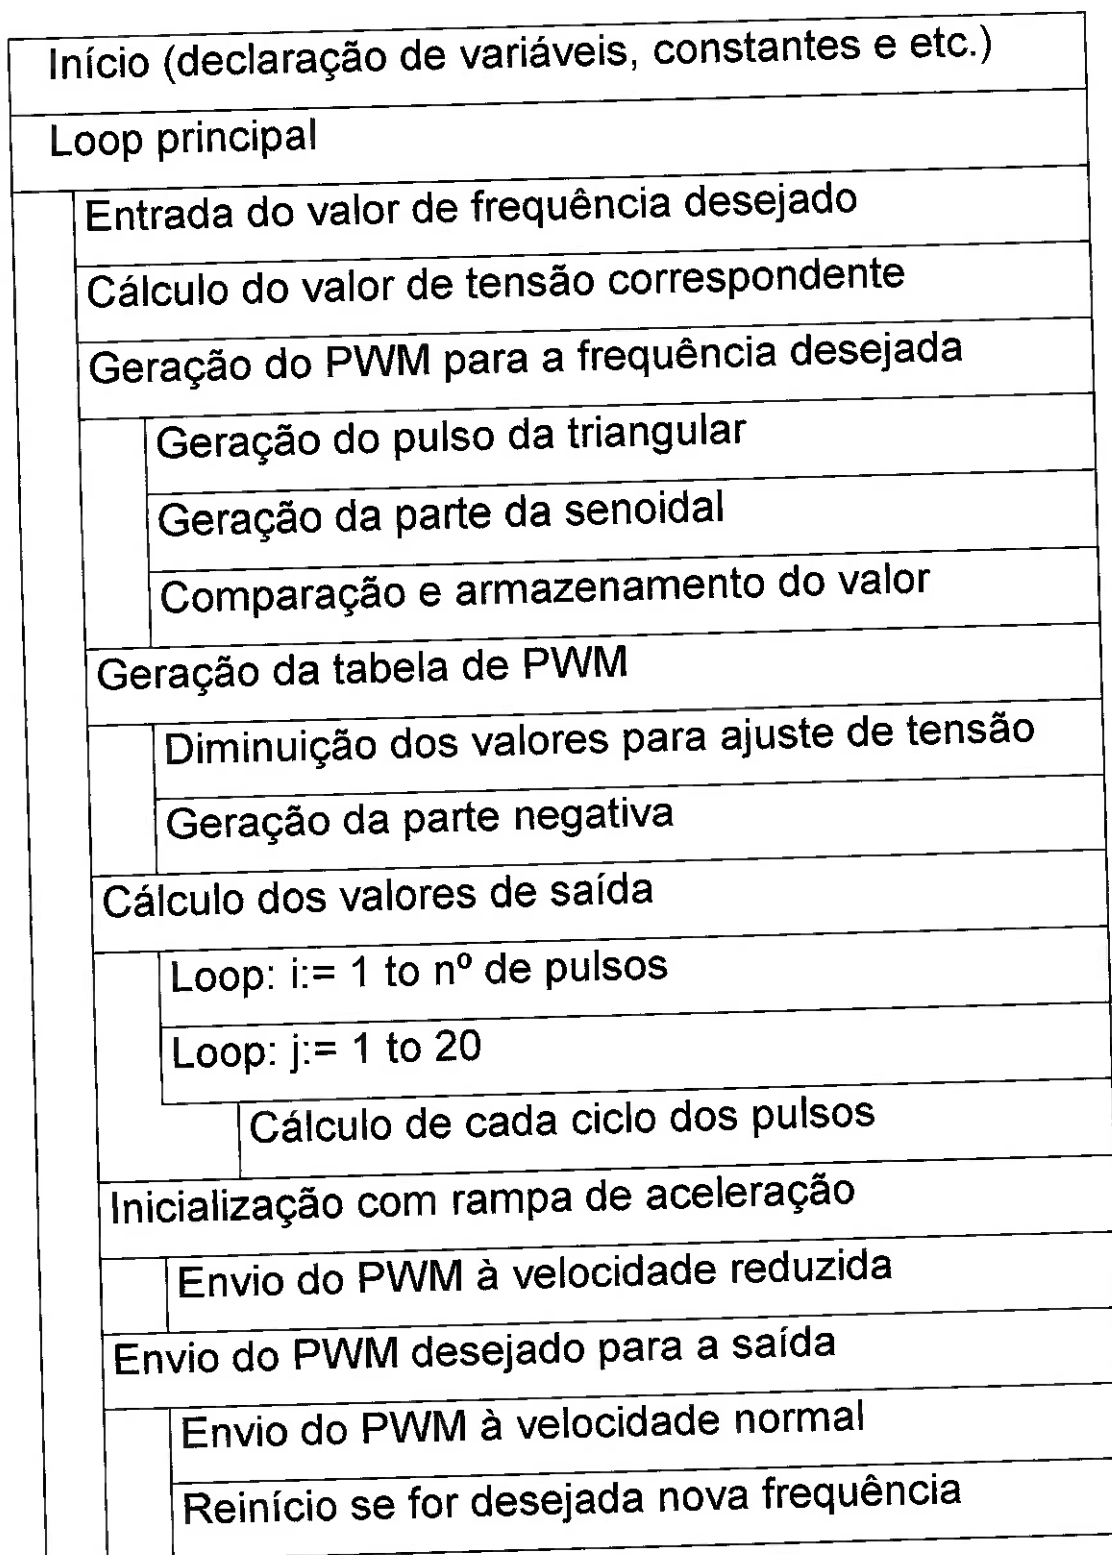 Início (declaração de variáveis, constantes e etc.)
Loop principal
Entrada do valor de frequência desejado
Cálculo do valor de tensão correspondente
Geração do PWM para a frequência desejada
Geração do pulso da triangular
Geração da parte da senoidal
Comparação e armazenamento do valor
Geração da tabela de PWM
Diminuição dos valores para ajuste de tensão
Geração da parte negativa
Cálculo dos valores de saída
Loop: i:= 1 to nº de pulsos
Loop: j:= 1 to 20
Cálculo de cada ciclo dos pulsos
Inicialização com rampa de aceleração
Envio do PWM à velocidade reduzida
Envio do PWM desejado para a saída
Envio do PWM à velocidade normal
Reinício se for desejada nova frequência